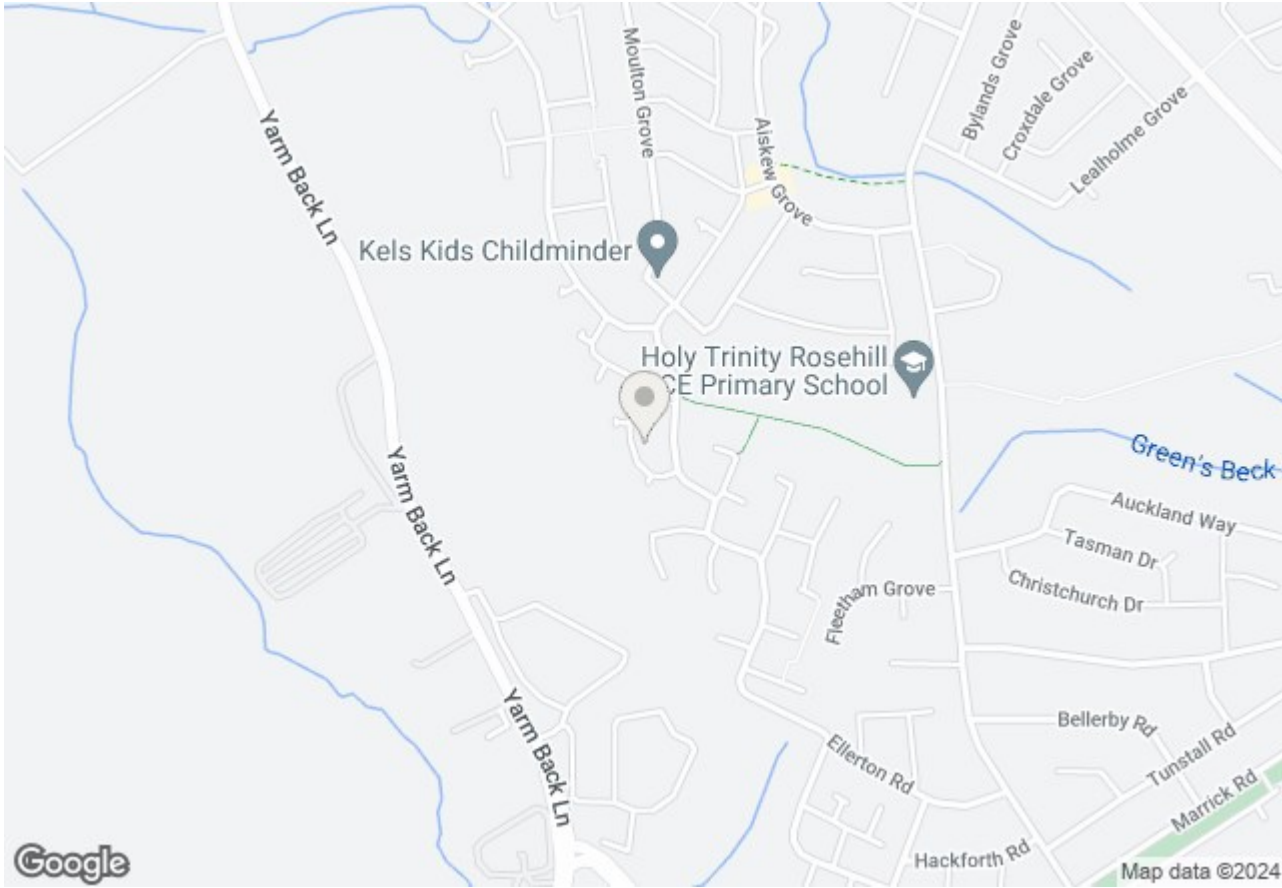 Yarm Back Ln
Moulton Grove
Aiskew Grove
Bylands Grove
Croxdale Grove
Lealholme Grove
Kels Kids Childminder
Holy Trinity Rosehill
CE Primary School
Green's Beck
Yarm Back Ln
Auckland Way
Tasman Dr
Christchurch Dr
Fleetham Grove
Yarm Back Ln
Ellerton Rd
Bellerby Rd
Tunstall Rd
Marrick Rd
Hackforth Rd
Google
Map data ©2024